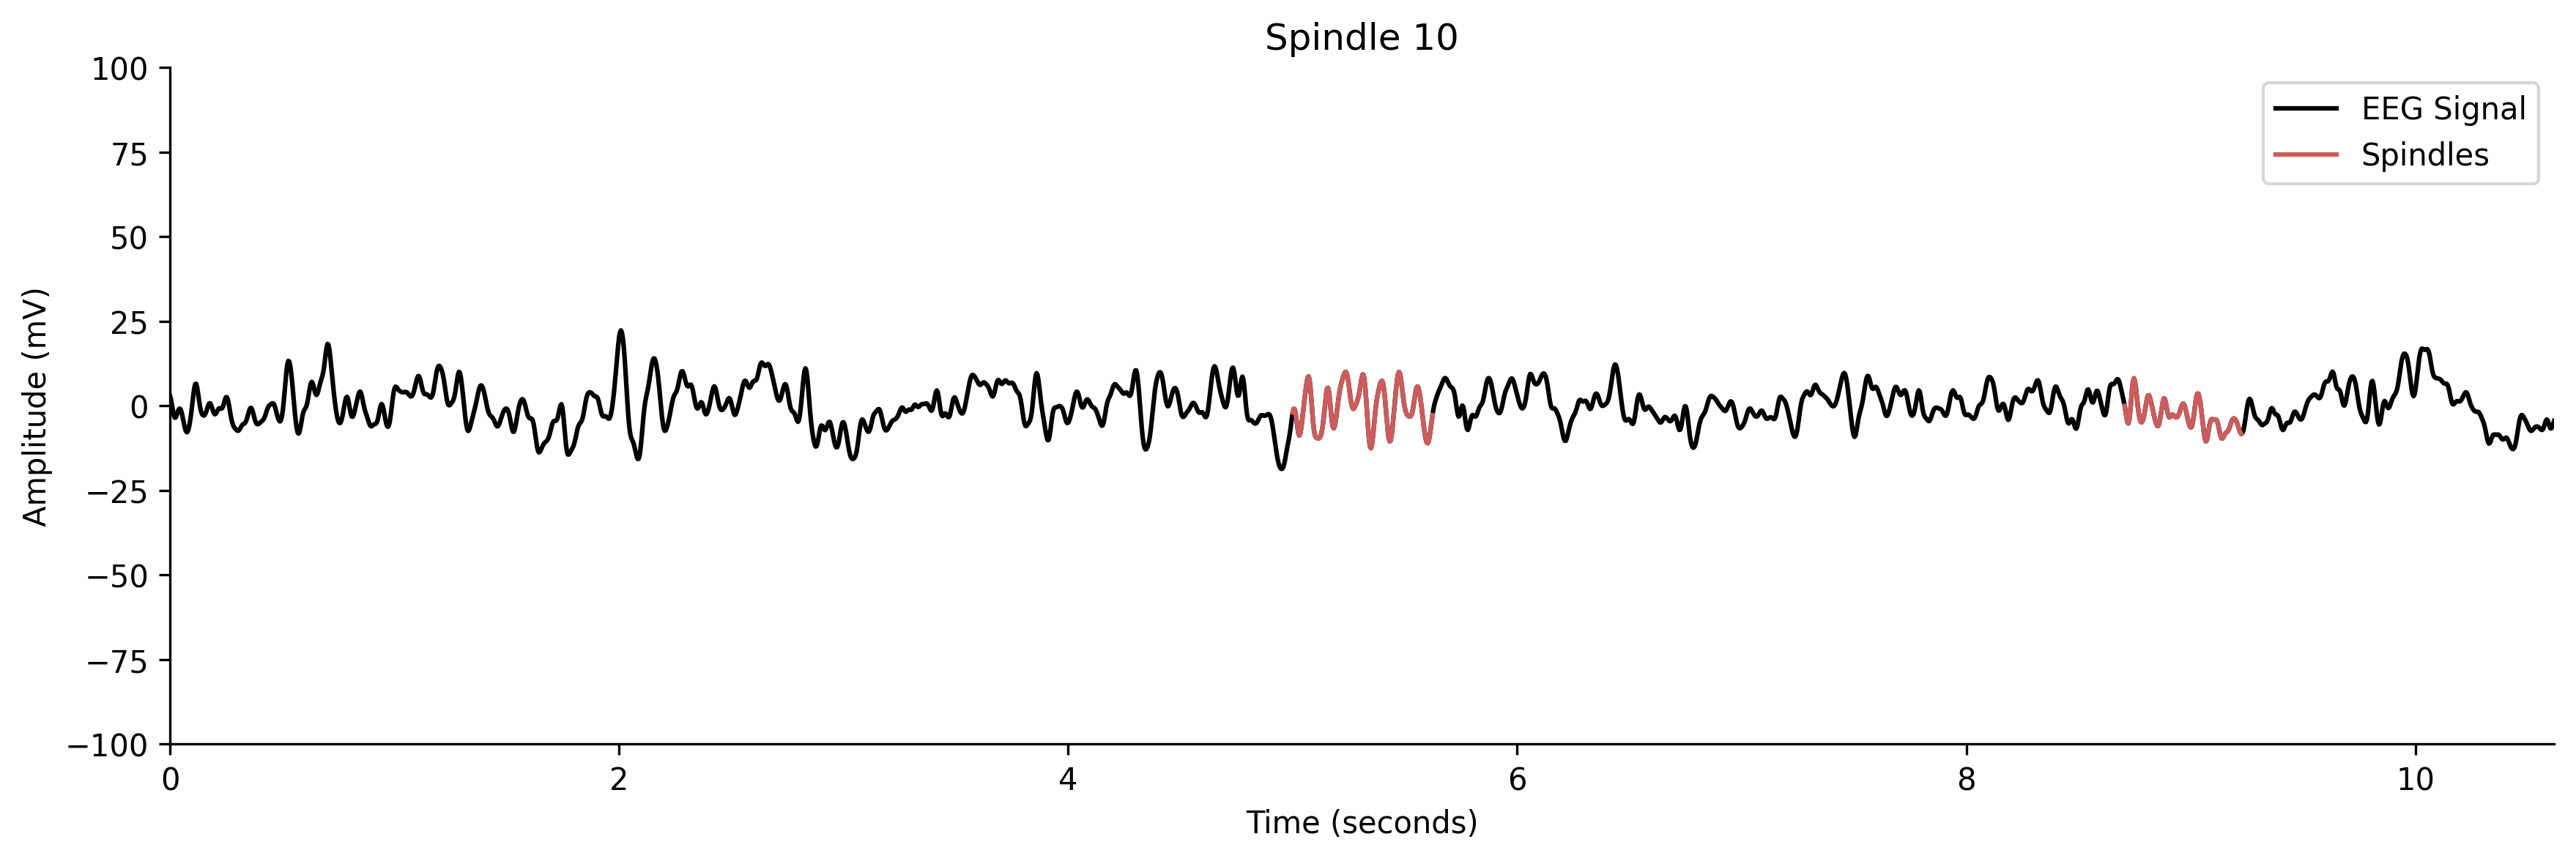 Spindle 10
100
75
50
25
0
−25
−50
−75
−100
Amplitude (mV)
EEG Signal
Spindles
0 2 4 6 8 10
Time (seconds)